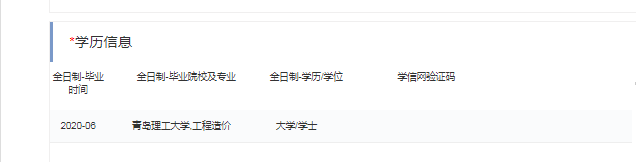 *学历信息
全日制-毕业 全日制-毕业院校及专业 全日制-学历/学位 学信网验证码
时间
2020-06 青岛理工大学.工程造价 大学/学士